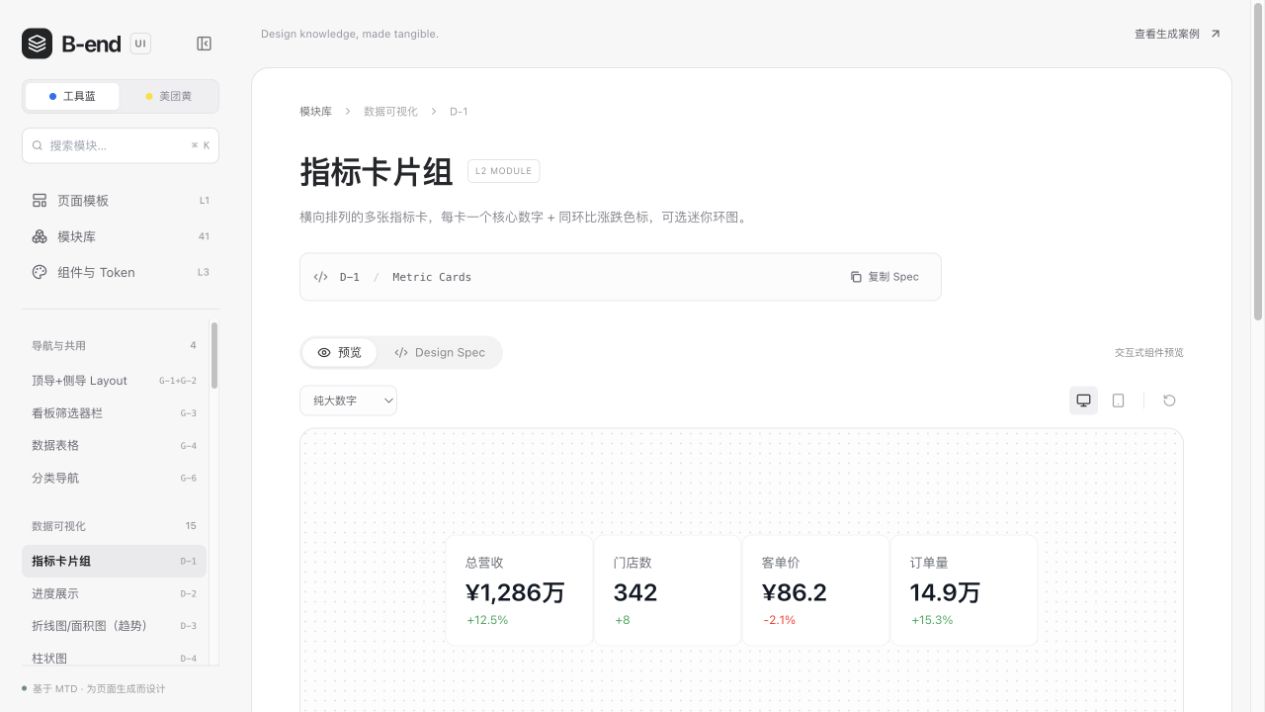 B-end UI
工具蓝 美团黄
搜索模块... ⌘ K
页面模板 L1
模块库 41
组件与 Token L3
导航与共用 4
顶导+侧导 Layout G-1+G-2
看板筛选器栏 G-3
数据表格 G-4
分类导航 G-6
数据可视化 15
指标卡片组 D-1
进度展示 D-2
折线图/面积图（趋势） D-3
柱状图 D-4
基于 MTD · 为页面生成而设计
Design knowledge, made tangible.
查看生成案例
模块库 > 数据可视化 > D-1
指标卡片组 L2 MODULE
横向排列的多张指标卡，每卡一个核心数字 + 同环比涨跌色标，可选迷你环图。
</> D-1 / Metric Cards 复制 Spec
预览 </> Design Spec 交互式组件预览
纯大数字
总营收 门店数 客单价 订单量
¥1,286万 342 ¥86.2 14.9万
+12.5% +8 -2.1% +15.3%